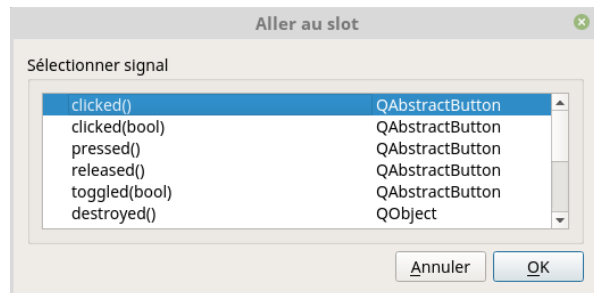 Aller au slot
Sélectionner signal
clicked() QAbstractButton
clicked(bool) QAbstractButton
pressed() QAbstractButton
released() QAbstractButton
toggled(bool) QAbstractButton
destroyed() QObject
Annuler OK